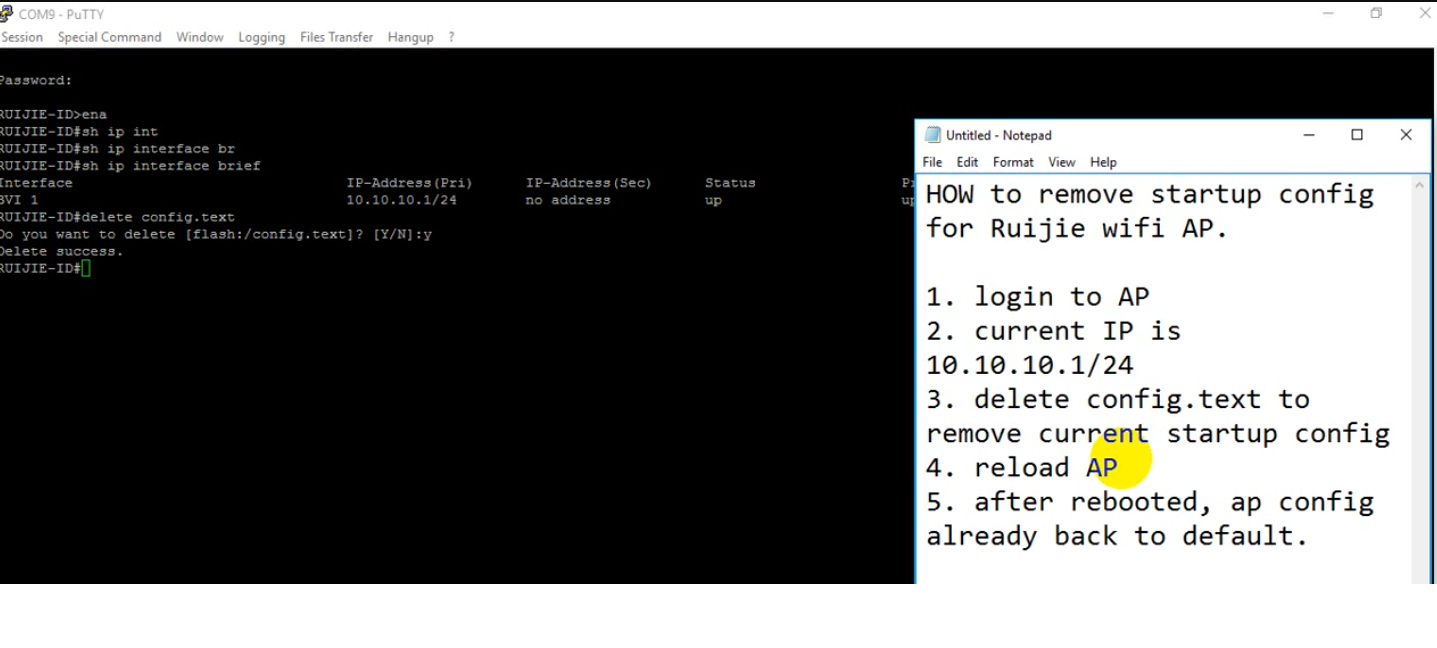 COM9 - PuTTY
Session Special Command Window Logging Files Transfer Hangup ?
Password:
RUIJIE-ID>ena
RUIJIE-ID#sh ip int
RUIJIE-ID#sh ip interface br
RUIJIE-ID#sh ip interface brief
Interface IP-Address(Pri) IP-Address(Sec) Status
BVI 1 10.10.10.1/24 no address up
RUIJIE-ID#delete config.text
Do you want to delete [flash:/config.text]? [Y/N]:y
Delete success.
RUIJIE-ID#
Untitled - Notepad
File Edit Format View Help
HOW to remove startup config
for Ruijie wifi AP.
1. login to AP
2. current IP is
10.10.10.1/24
3. delete config.text to
remove current startup config
4. reload AP
5. after rebooted, ap config
already back to default.